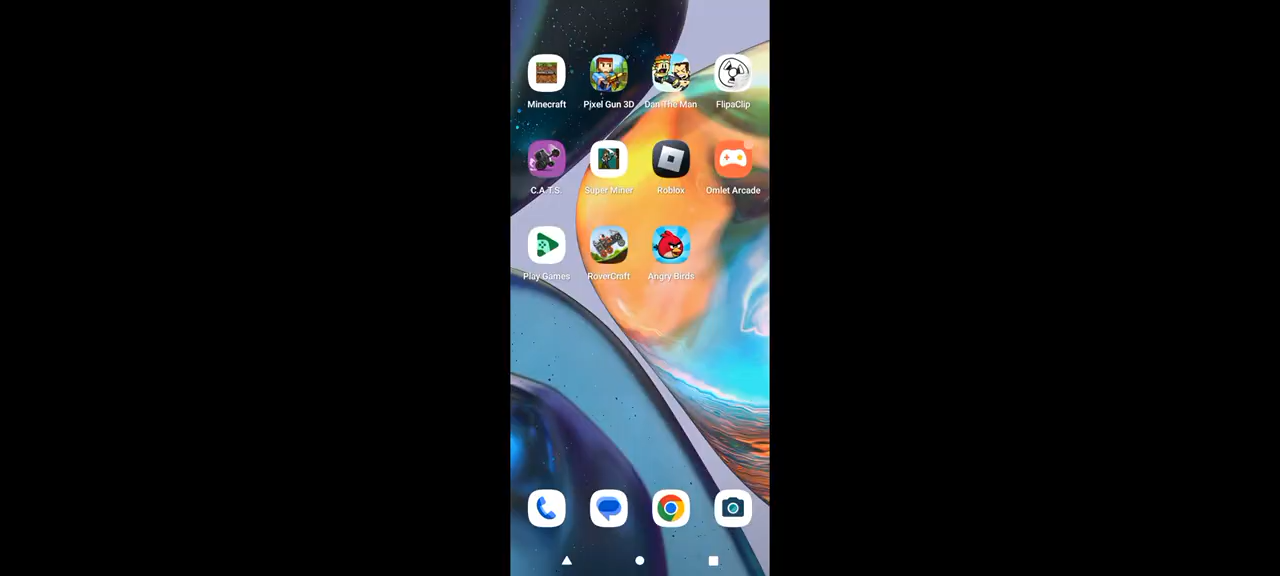 Minecraft
Pixel Gun 3D
Dan The Man
FlipaClip
C.A.T.S.
Super Miner
Roblox
Omlet Arcade
Play Games
RoverCraft
Angry Birds